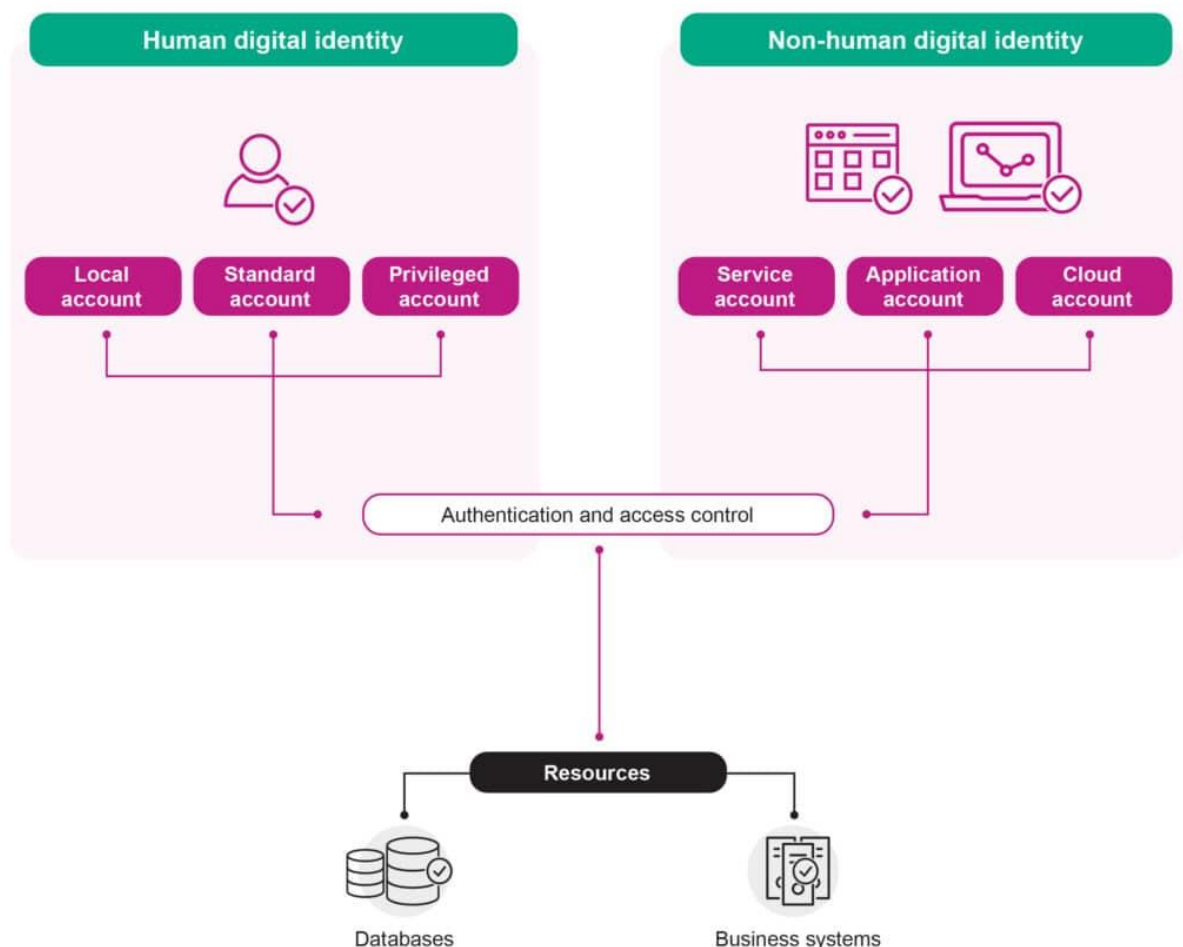 Human digital identity
Non-human digital identity
Local
account
Standard
account
Privileged
account
Service
account
Application
account
Cloud
account
Authentication and access control
Resources
Databases
Business systems